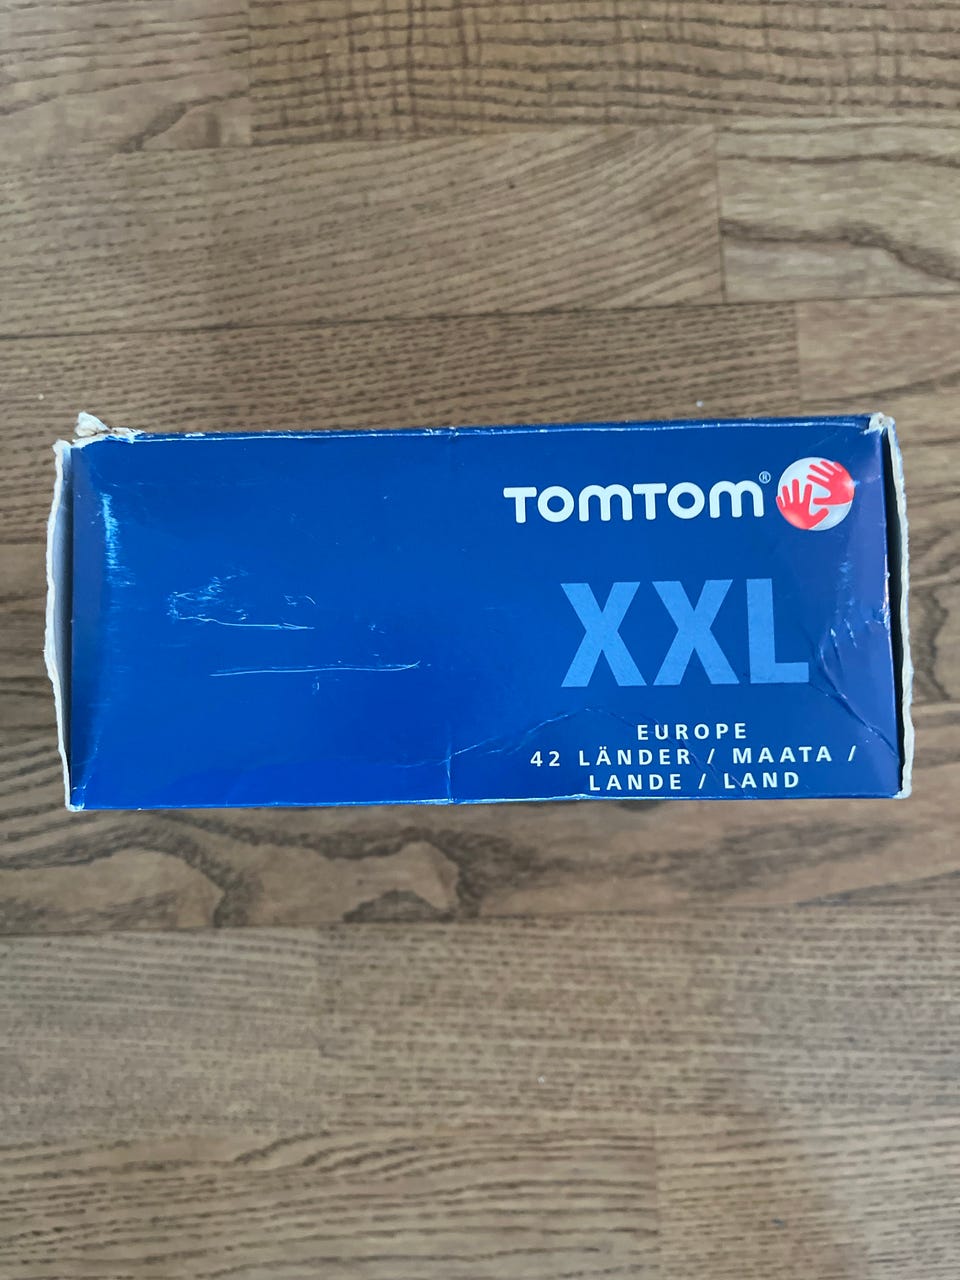 TOMTOM®
XXL
EUROPE
42 LÄNDER / MAATA /
LANDE / LAND